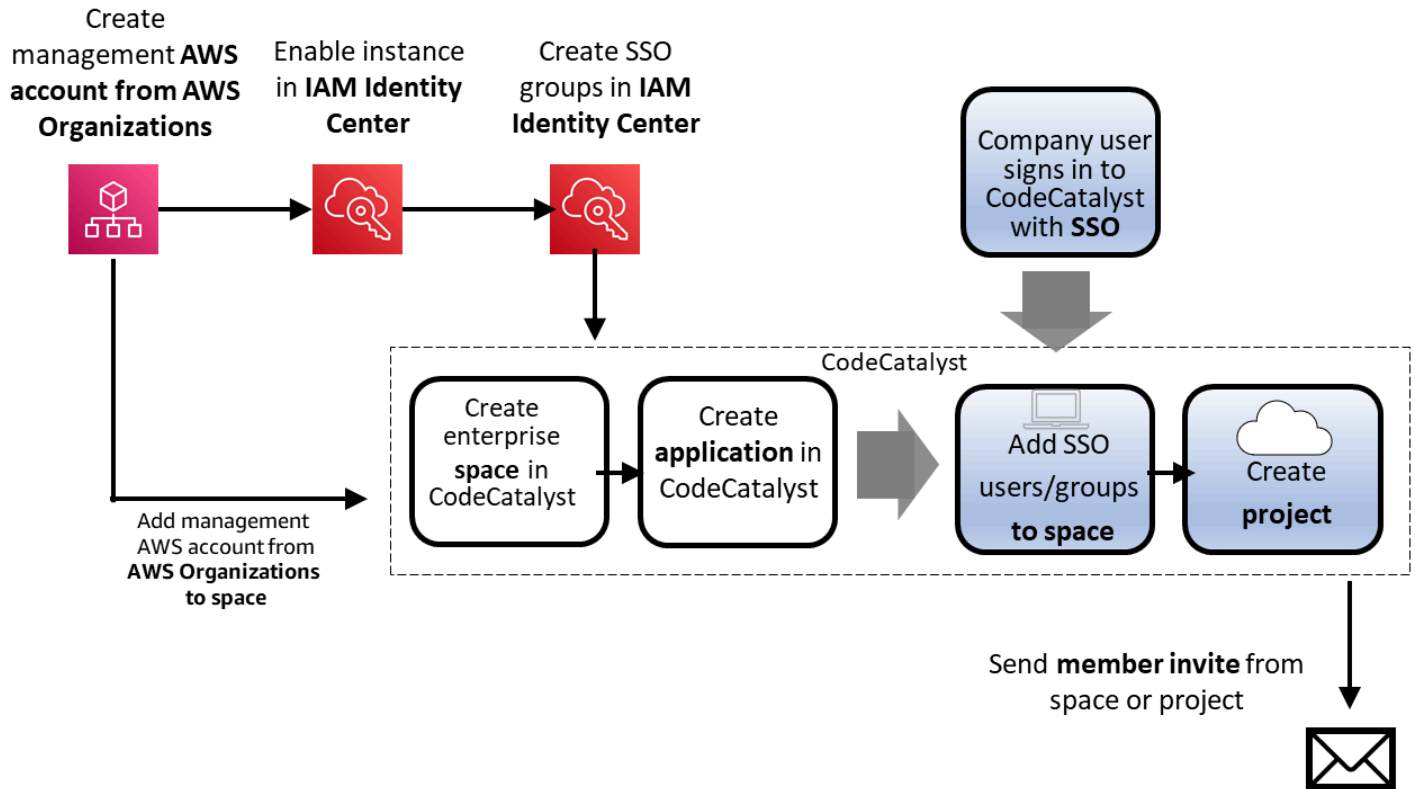 Create
management AWS
account from AWS
Organizations
Enable instance
in IAM Identity
Center
Create SSO
groups in IAM
Identity Center
Company user
signs in to
CodeCatalyst
with SSO
CodeCatalyst
Create
enterprise
space in
CodeCatalyst
Create
application in
CodeCatalyst
Add SSO
users/groups
to space
Create
project
Add management
AWS account from
AWS Organizations
to space
Send member invite from
space or project